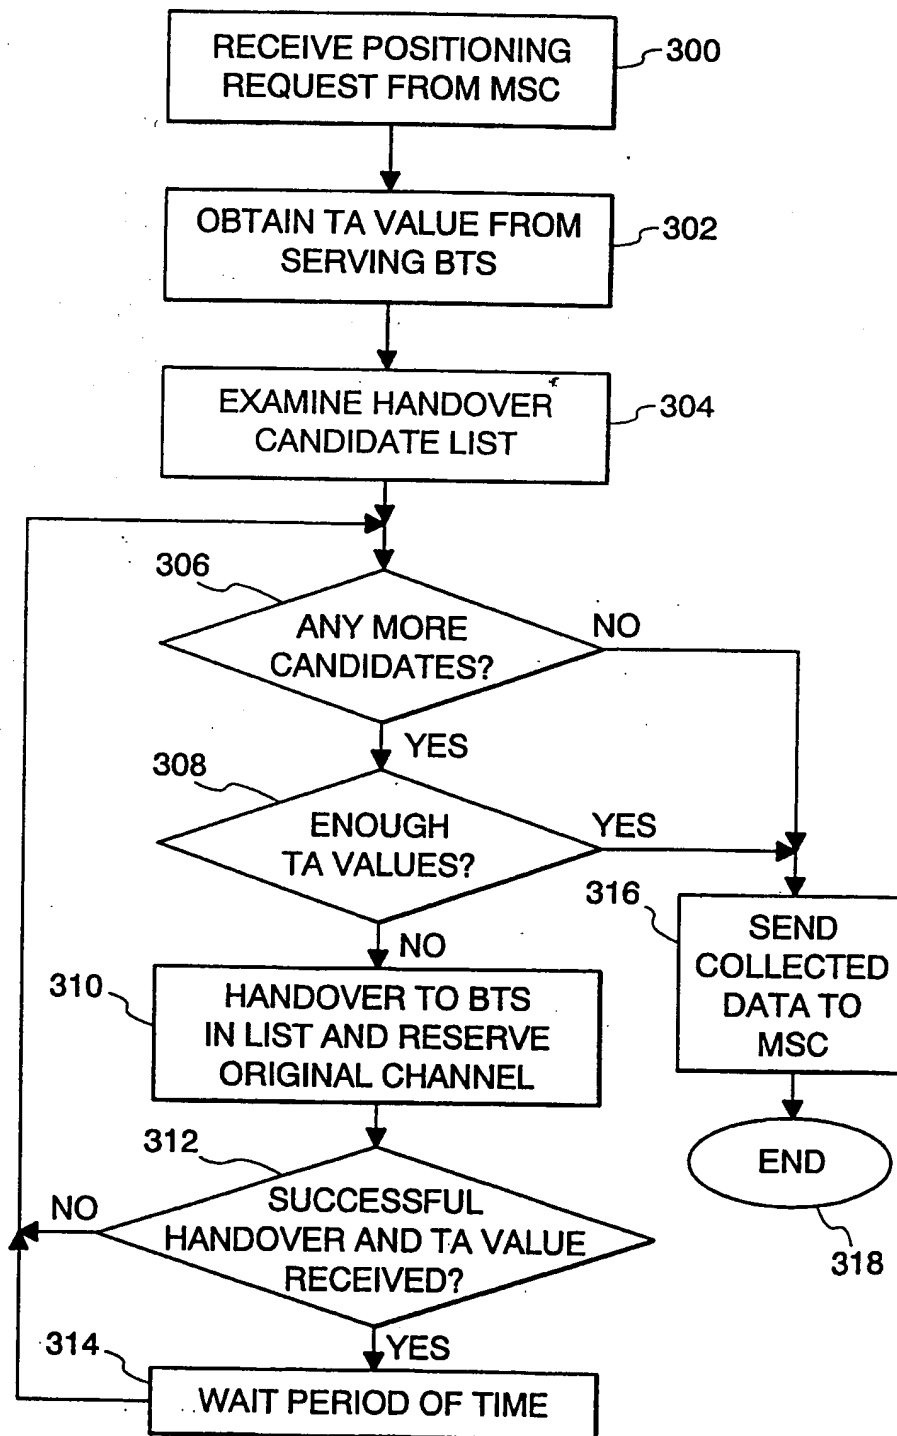 RECEIVE POSITIONING
REQUEST FROM MSC
300
OBTAIN TA VALUE FROM
SERVING BTS
302
EXAMINE HANDOVER
CANDIDATE LIST
304
306
ANY MORE
CANDIDATES?
NO
YES
308
ENOUGH
TA VALUES?
YES
NO
316
SEND
COLLECTED
DATA TO
MSC
310
HANDOVER TO BTS
IN LIST AND RESERVE
ORIGINAL CHANNEL
END
318
312
SUCCESSFUL
HANDOVER AND TA VALUE
RECEIVED?
NO
YES
314
WAIT PERIOD OF TIME